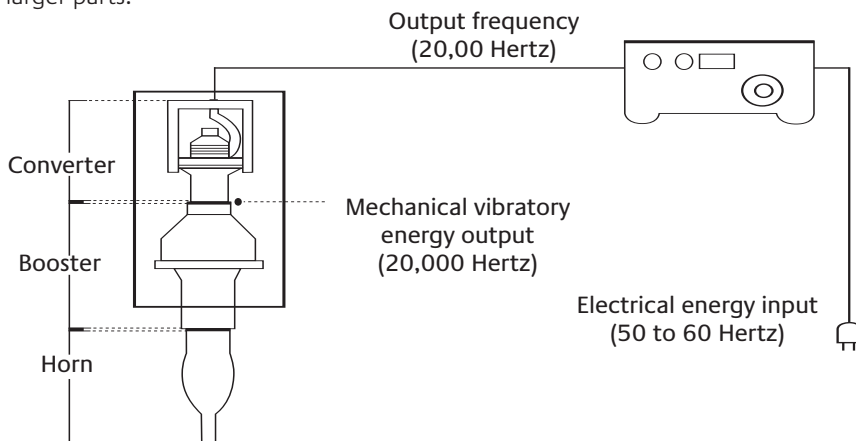 larger parts.
Output frequency
(20,00 Hertz)
Converter
Mechanical vibratory
energy output
(20,000 Hertz)
Booster
Electrical energy input
(50 to 60 Hertz)
Horn